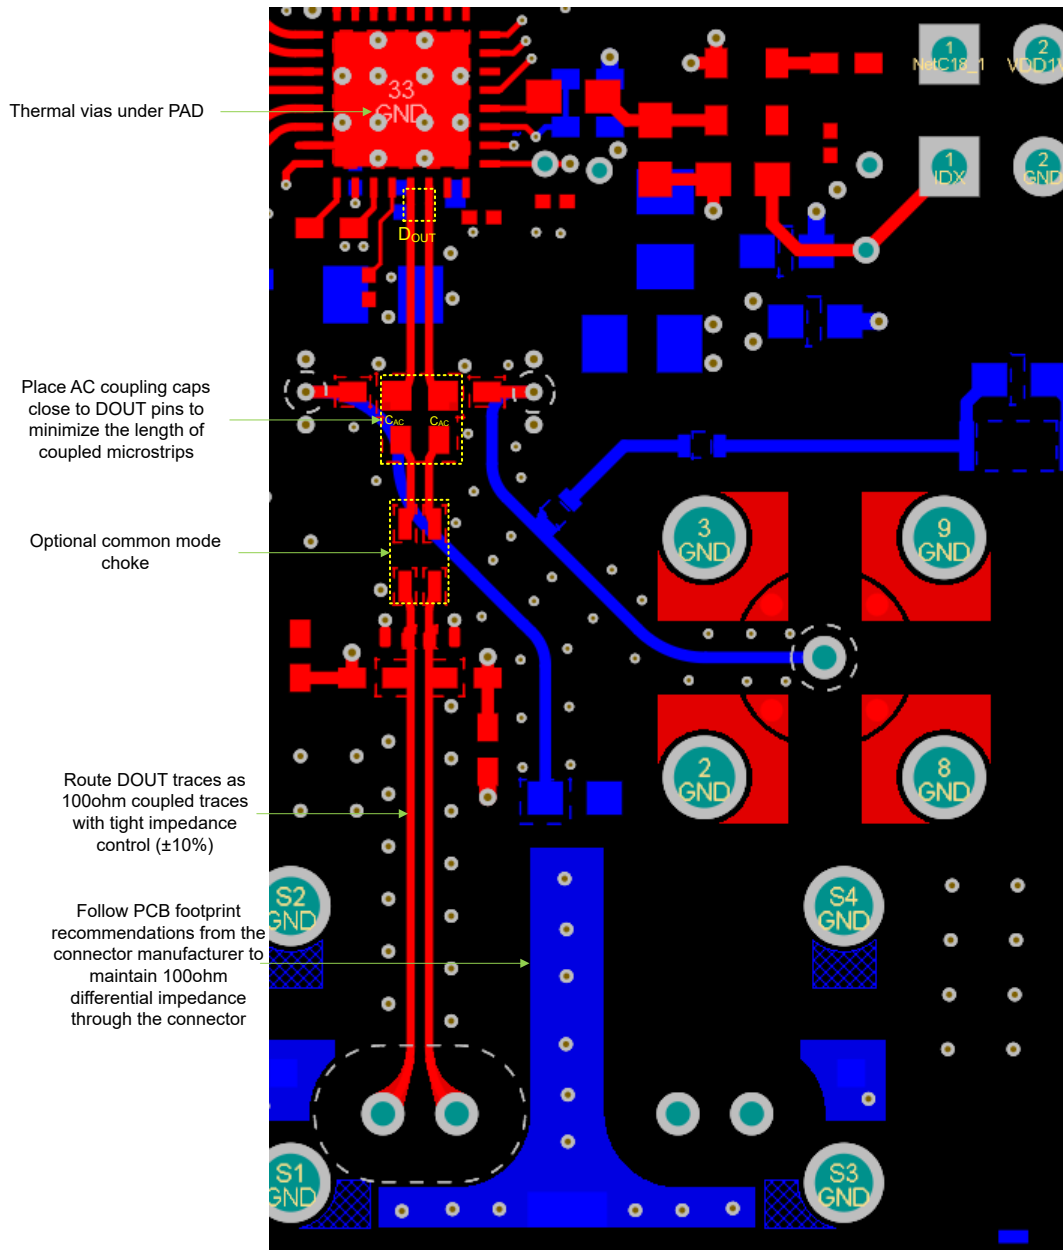 Thermal vias under PAD
33
GND
1
NetC18_1
2
VDD1V
1
IDX
2
GND
DOUT
Place AC coupling caps
close to DOUT pins to
minimize the length of
coupled microstrips
CAC
CAC
Optional common mode
choke
3
GND
9
GND
2
GND
8
GND
Route DOUT traces as
100ohm coupled traces
with tight impedance
control (±10%)
S2
GND
S4
GND
Follow PCB footprint
recommendations from the
connector manufacturer to
maintain 100ohm
differential impedance
through the connector
S1
GND
S3
GND